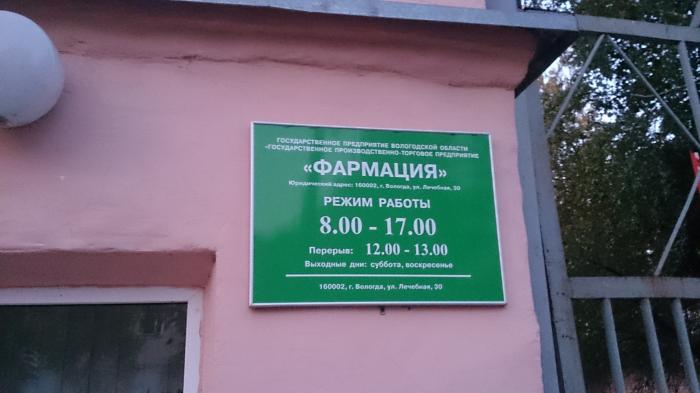 ГОСУДАРСТВЕННОЕ ПРЕДПРИЯТИЕ ВОЛОГОДСКОЙ ОБЛАСТИ
«ГОСУДАРСТВЕННОЕ ПРОИЗВОДСТВЕННО-ТОРГОВОЕ ПРЕДПРИЯТИЕ
«ФАРМАЦИЯ»
Юридический адрес: 160002, г. Вологда, ул. Лечебная, 30
РЕЖИМ РАБОТЫ
8.00 - 17.00
Перерыв: 12.00 - 13.00
Выходные дни: суббота, воскресенье
160002, г. Вологда, ул. Лечебная, 30